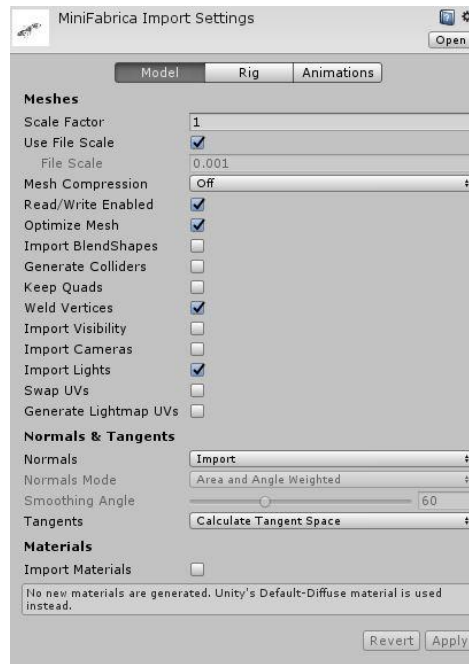 MiniFabrica Import Settings
Open
Model Rig Animations
Meshes
Scale Factor 1
Use File Scale
File Scale 0.001
Mesh Compression Off
Read/Write Enabled
Optimize Mesh
Import BlendShapes
Generate Colliders
Keep Quads
Weld Vertices
Import Visibility
Import Cameras
Import Lights
Swap UVs
Generate Lightmap UVs
Normals & Tangents
Normals Import
Normals Mode Area and Angle Weighted
Smoothing Angle 60
Tangents Calculate Tangent Space
Materials
Import Materials
No new materials are generated. Unity's Default-Diffuse material is used
instead.
Revert Apply